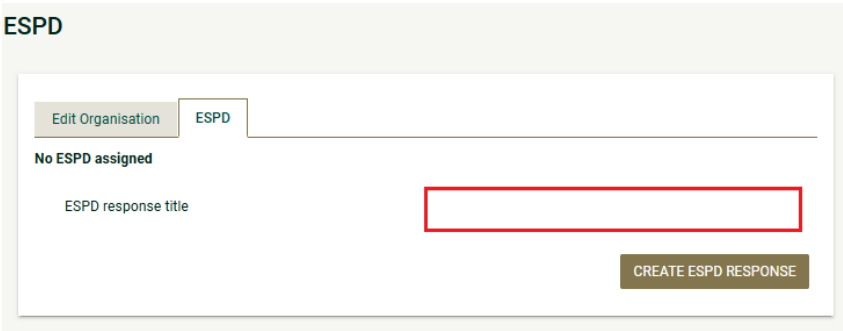 ESPD
Edit Organisation ESPD
No ESPD assigned
ESPD response title
CREATE ESPD RESPONSE